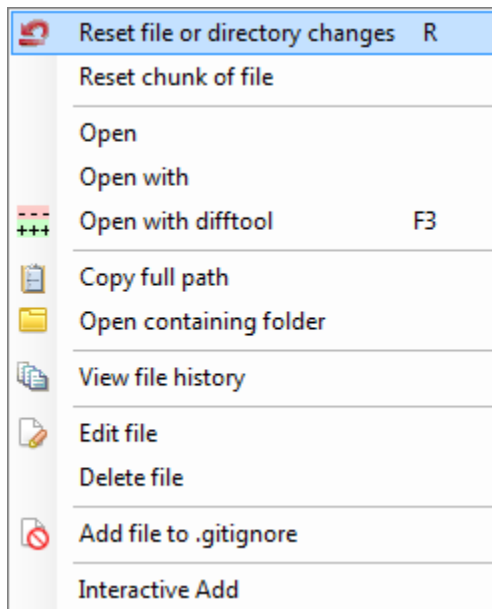 Reset file or directory changes R
Reset chunk of file
Open
Open with
Open with difftool F3
Copy full path
Open containing folder
View file history
Edit file
Delete file
Add file to .gitignore
Interactive Add